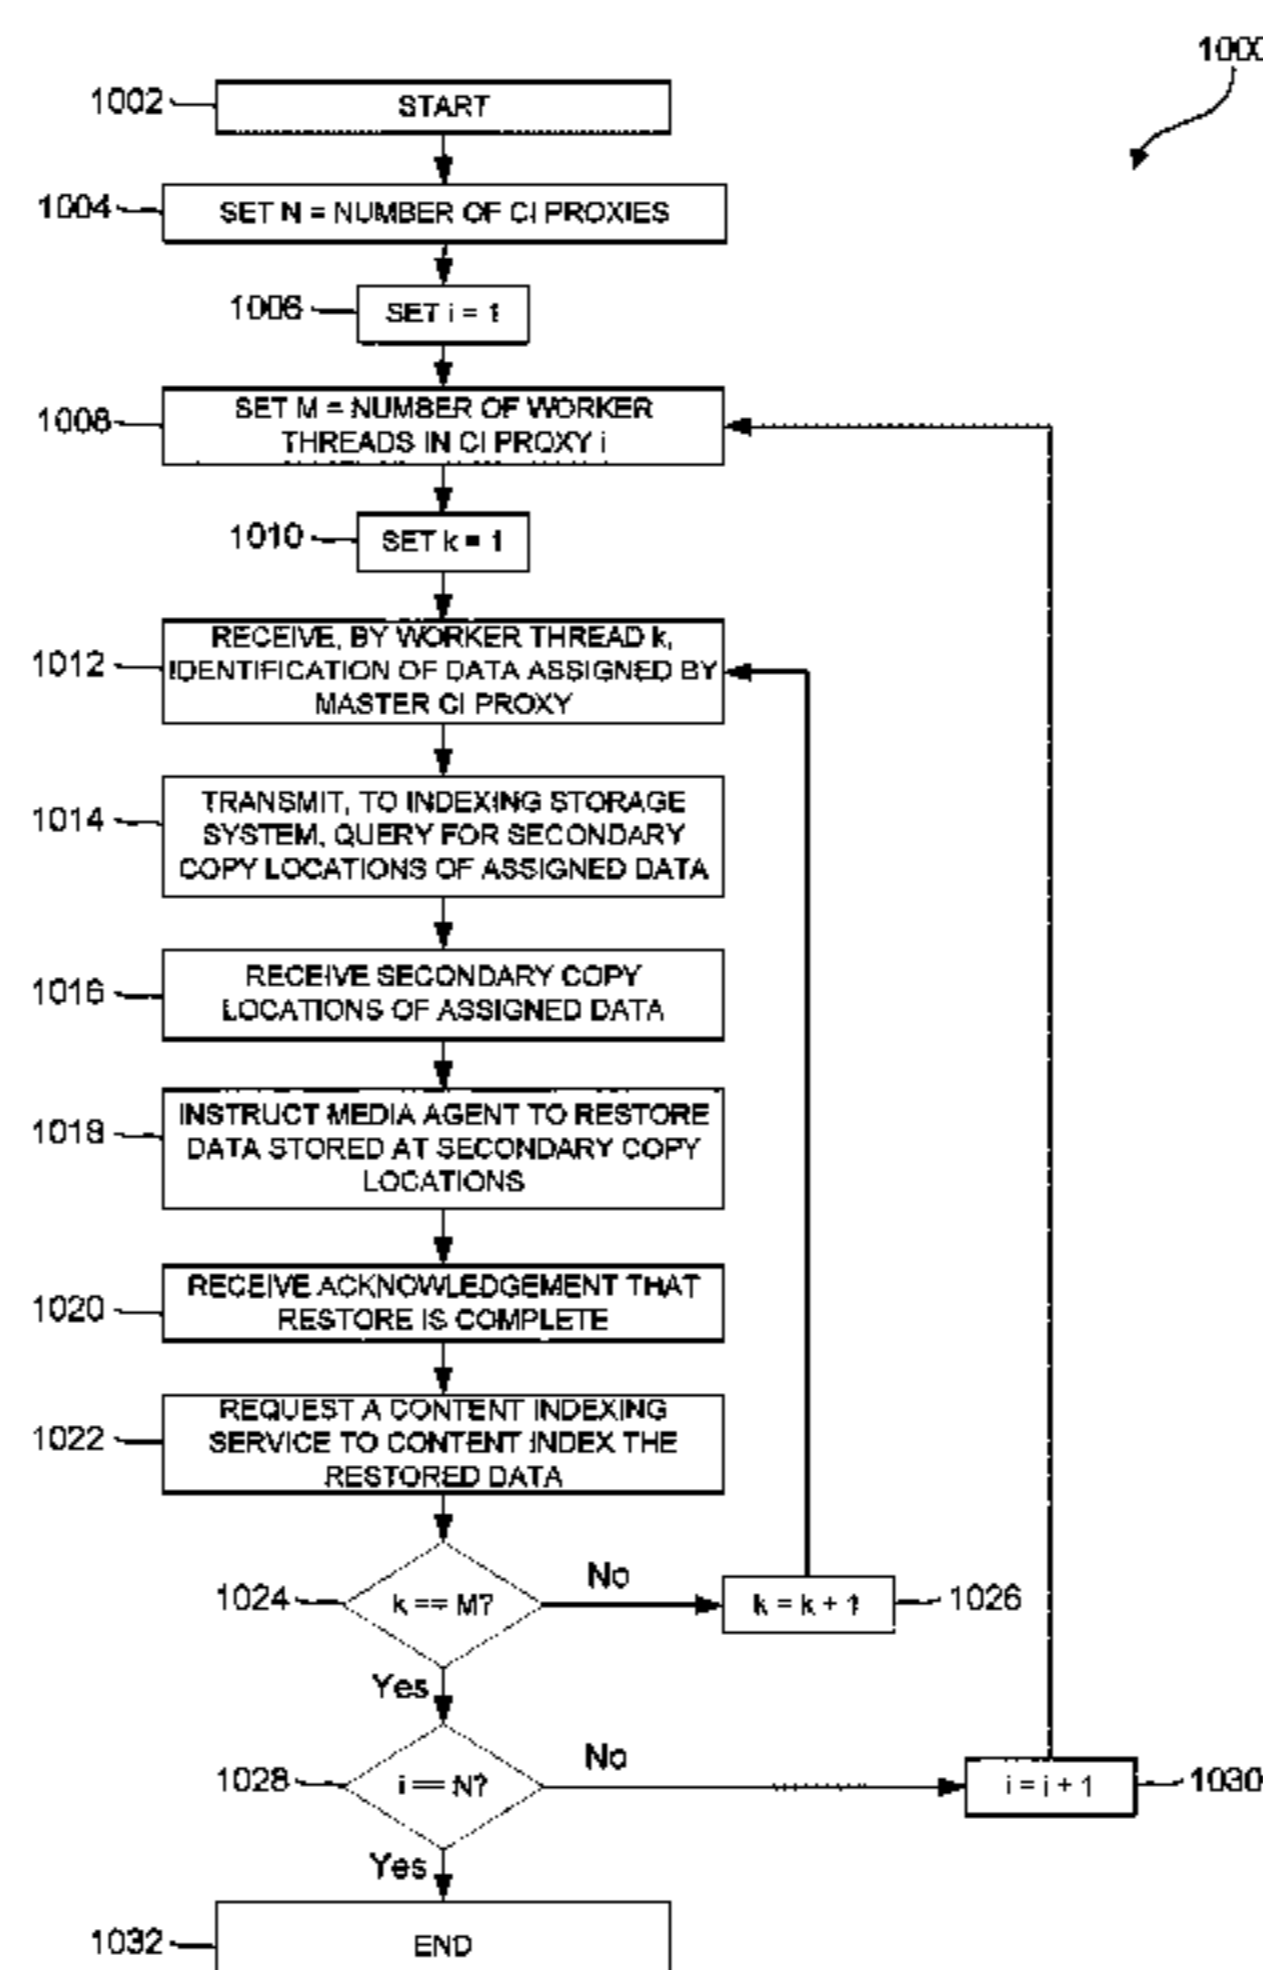 1000
1002
START
1004
SET N = NUMBER OF CI PROXIES
1006
SET i = 1
1008
SET M = NUMBER OF WORKER
THREADS IN CI PROXY i
1010
SET k = 1
1012
RECEIVE, BY WORKER THREAD k,
IDENTIFICATION OF DATA ASSIGNED BY
MASTER CI PROXY
1014
TRANSMIT, TO INDEXING STORAGE
SYSTEM, QUERY FOR SECONDARY
COPY LOCATIONS OF ASSIGNED DATA
1016
RECEIVE SECONDARY COPY
LOCATIONS OF ASSIGNED DATA
1018
INSTRUCT MEDIA AGENT TO RESTORE
DATA STORED AT SECONDARY COPY
LOCATIONS
1020
RECEIVE ACKNOWLEDGEMENT THAT
RESTORE IS COMPLETE
1022
REQUEST A CONTENT INDEXING
SERVICE TO CONTENT INDEX THE
RESTORED DATA
1024
k == M?
No
k = k + 1
1026
Yes
1028
i == N?
No
i = i + 1
1030
Yes
1032
END